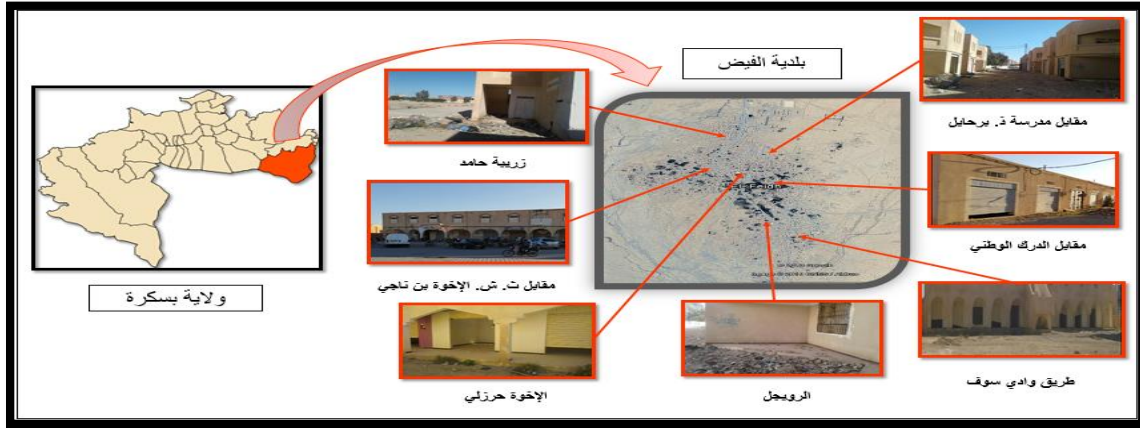 بلدية الفيض
مقابل مدرسة ذ. برحايل
زريبة حامد
مقابل الدرك الوطني
ولاية بسكرة
مقابل ث. ش. الإخوة بن ناجي
طريق وادي سوف
الإخوة حرزلي
الرويجل